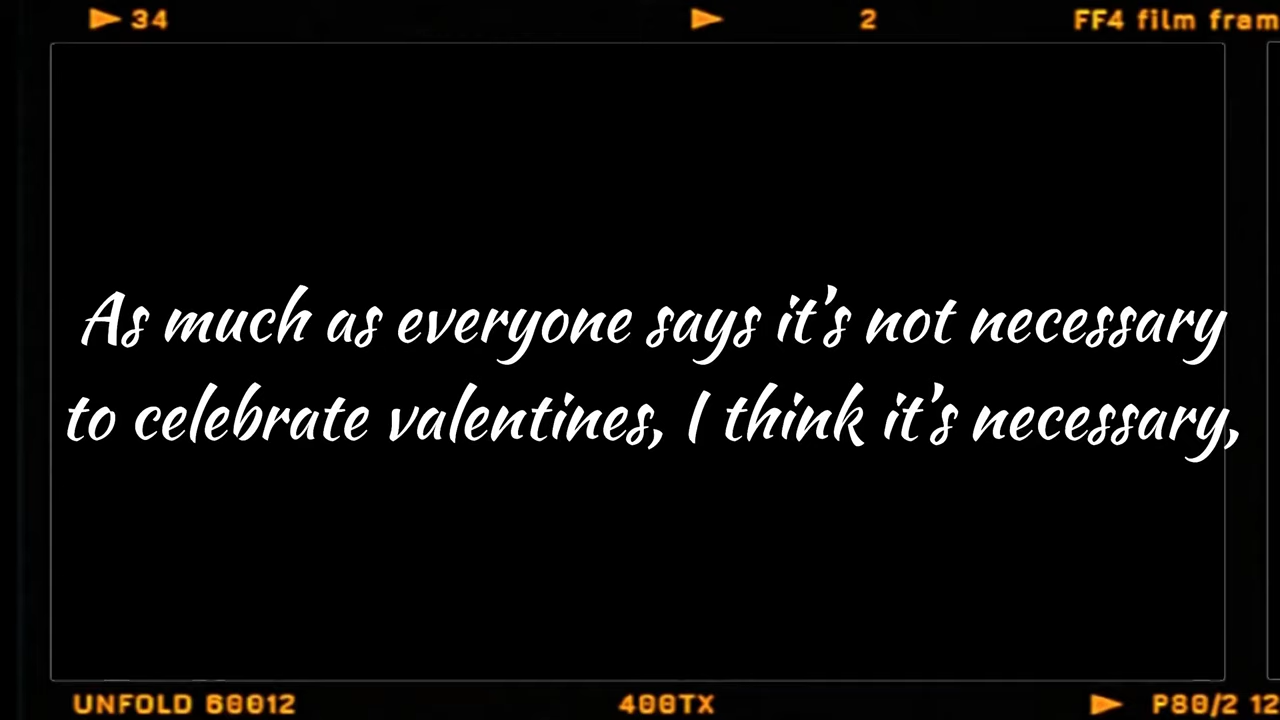 34 2 FF4 film fram
As much as everyone says it's not necessary
to celebrate valentines, I think it's necessary,
UNFOLD 60012 400TX P80/2 12